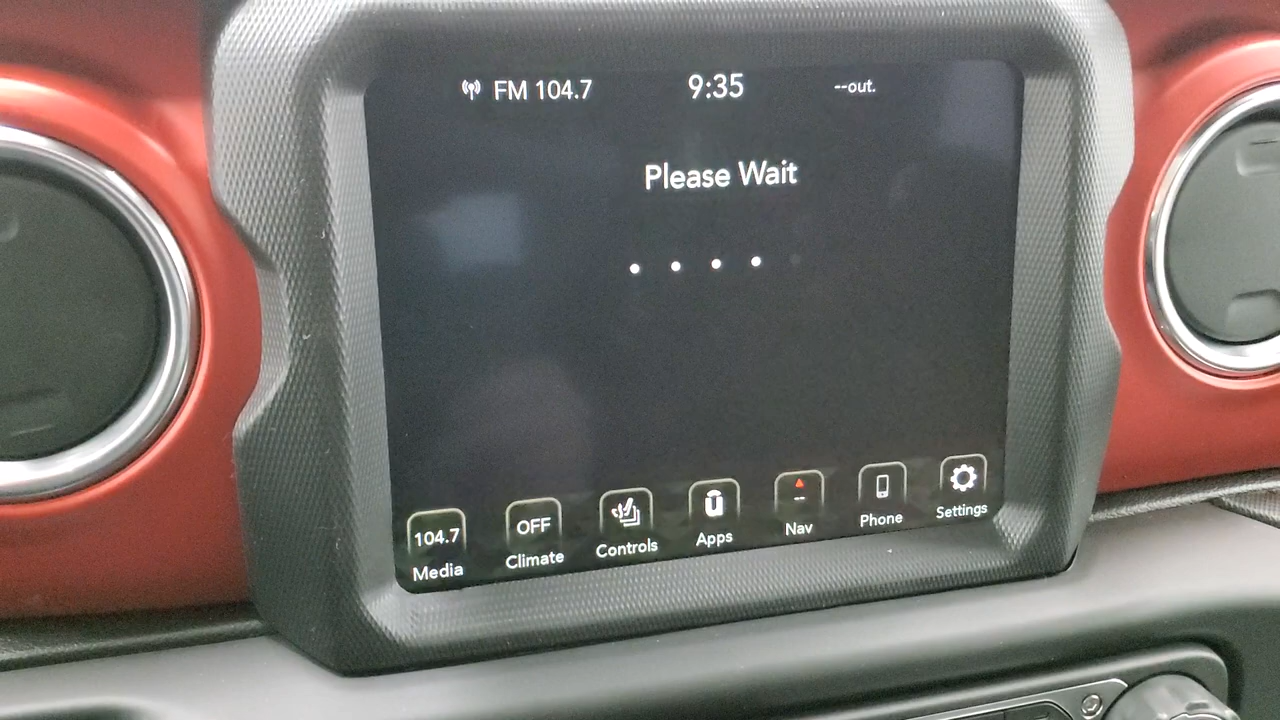 FM 104.7 9:35 --out.
Please Wait
104.7 OFF --
Media Climate Controls Apps Nav Phone Settings